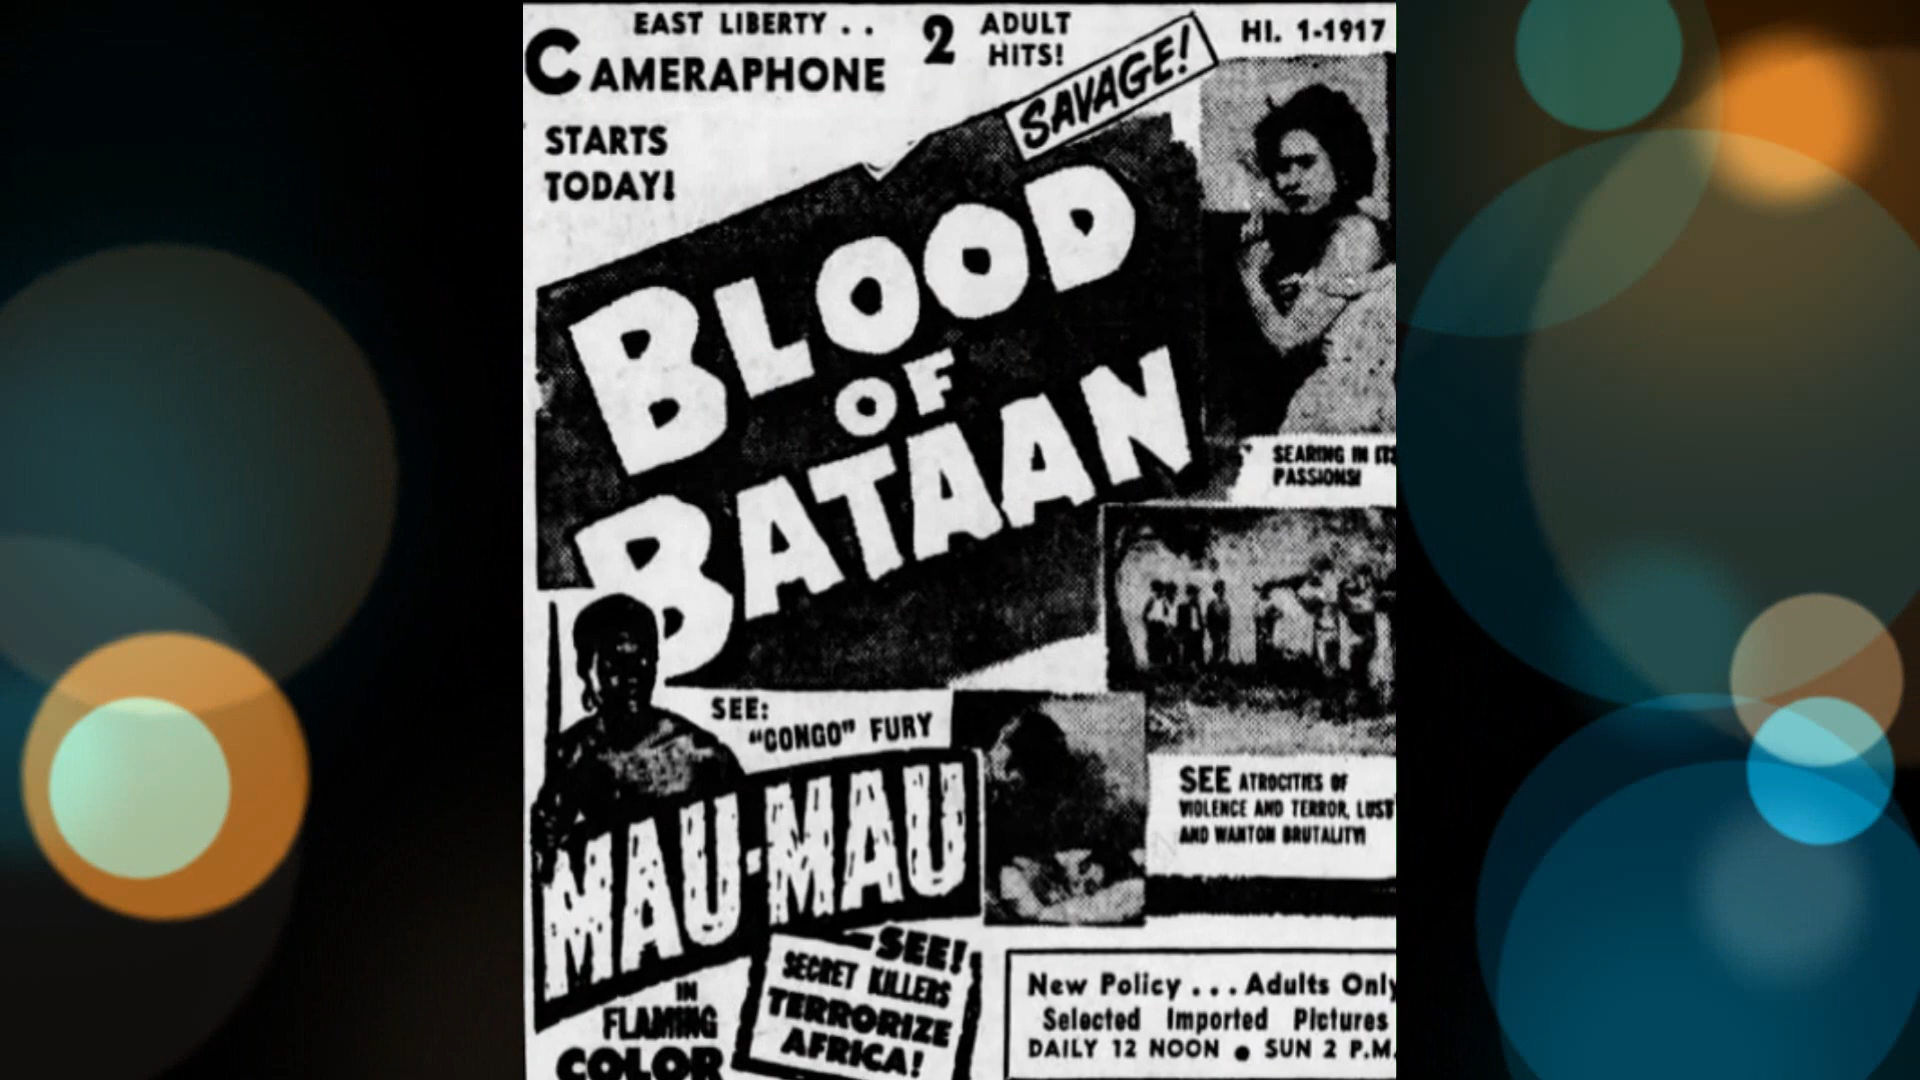 EAST LIBERTY . .
CAMERAPHONE
2 ADULT
HITS!
HI. 1-1917
STARTS
TODAY!
SAVAGE!
BLOOD
OF
BATAAN
SEARING IN ITS
PASSIONS!
SEE:
"CONGO" FURY
MAU-MAU
IN
FLAMING
COLOR
SEE ATROCITIES OF
VIOLENCE AND TERROR, LUST
AND WANTON BRUTALITY!
SEE!
SECRET KILLERS
TERRORIZE
AFRICA!
New Policy . . . Adults Only
Selected Imported Pictures
DAILY 12 NOON ● SUN 2 P.M.